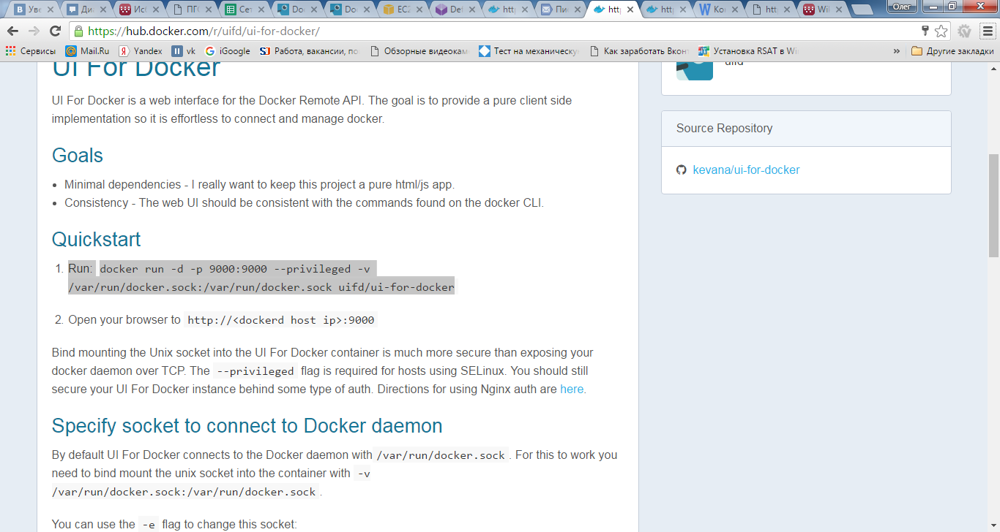 Уве
Ди
Ис
ПГ
Сет
Doc
Doc
EC2
Def
http
Пи
http
http
Ко
htt
Wi
Олег
https://hub.docker.com/r/uifd/ui-for-docker/
Сервисы
Mail.Ru
Yandex
vk
iGoogle
Работа, вакансии, по
Обзорные видеокам
Тест на механическу
Как заработать Вкон
Установка RSAT в Wi
»
Другие закладки
UI For Docker
UI For Docker is a web interface for the Docker Remote API. The goal is to provide a pure client side
implementation so it is effortless to connect and manage docker.
Goals
• Minimal dependencies - I really want to keep this project a pure html/js app.
• Consistency - The web UI should be consistent with the commands found on the docker CLI.
Quickstart
1. Run: docker run -d -p 9000:9000 --privileged -v
/var/run/docker.sock:/var/run/docker.sock uifd/ui-for-docker
2. Open your browser to http://<dockerd host ip>:9000
Bind mounting the Unix socket into the UI For Docker container is much more secure than exposing your
docker daemon over TCP. The --privileged flag is required for hosts using SELinux. You should still
secure your UI For Docker instance behind some type of auth. Directions for using Nginx auth are here.
Specify socket to connect to Docker daemon
By default UI For Docker connects to the Docker daemon with /var/run/docker.sock. For this to work you
need to bind mount the unix socket into the container with -v
/var/run/docker.sock:/var/run/docker.sock.
You can use the -e flag to change this socket:
uifd
Source Repository
kevana/ui-for-docker